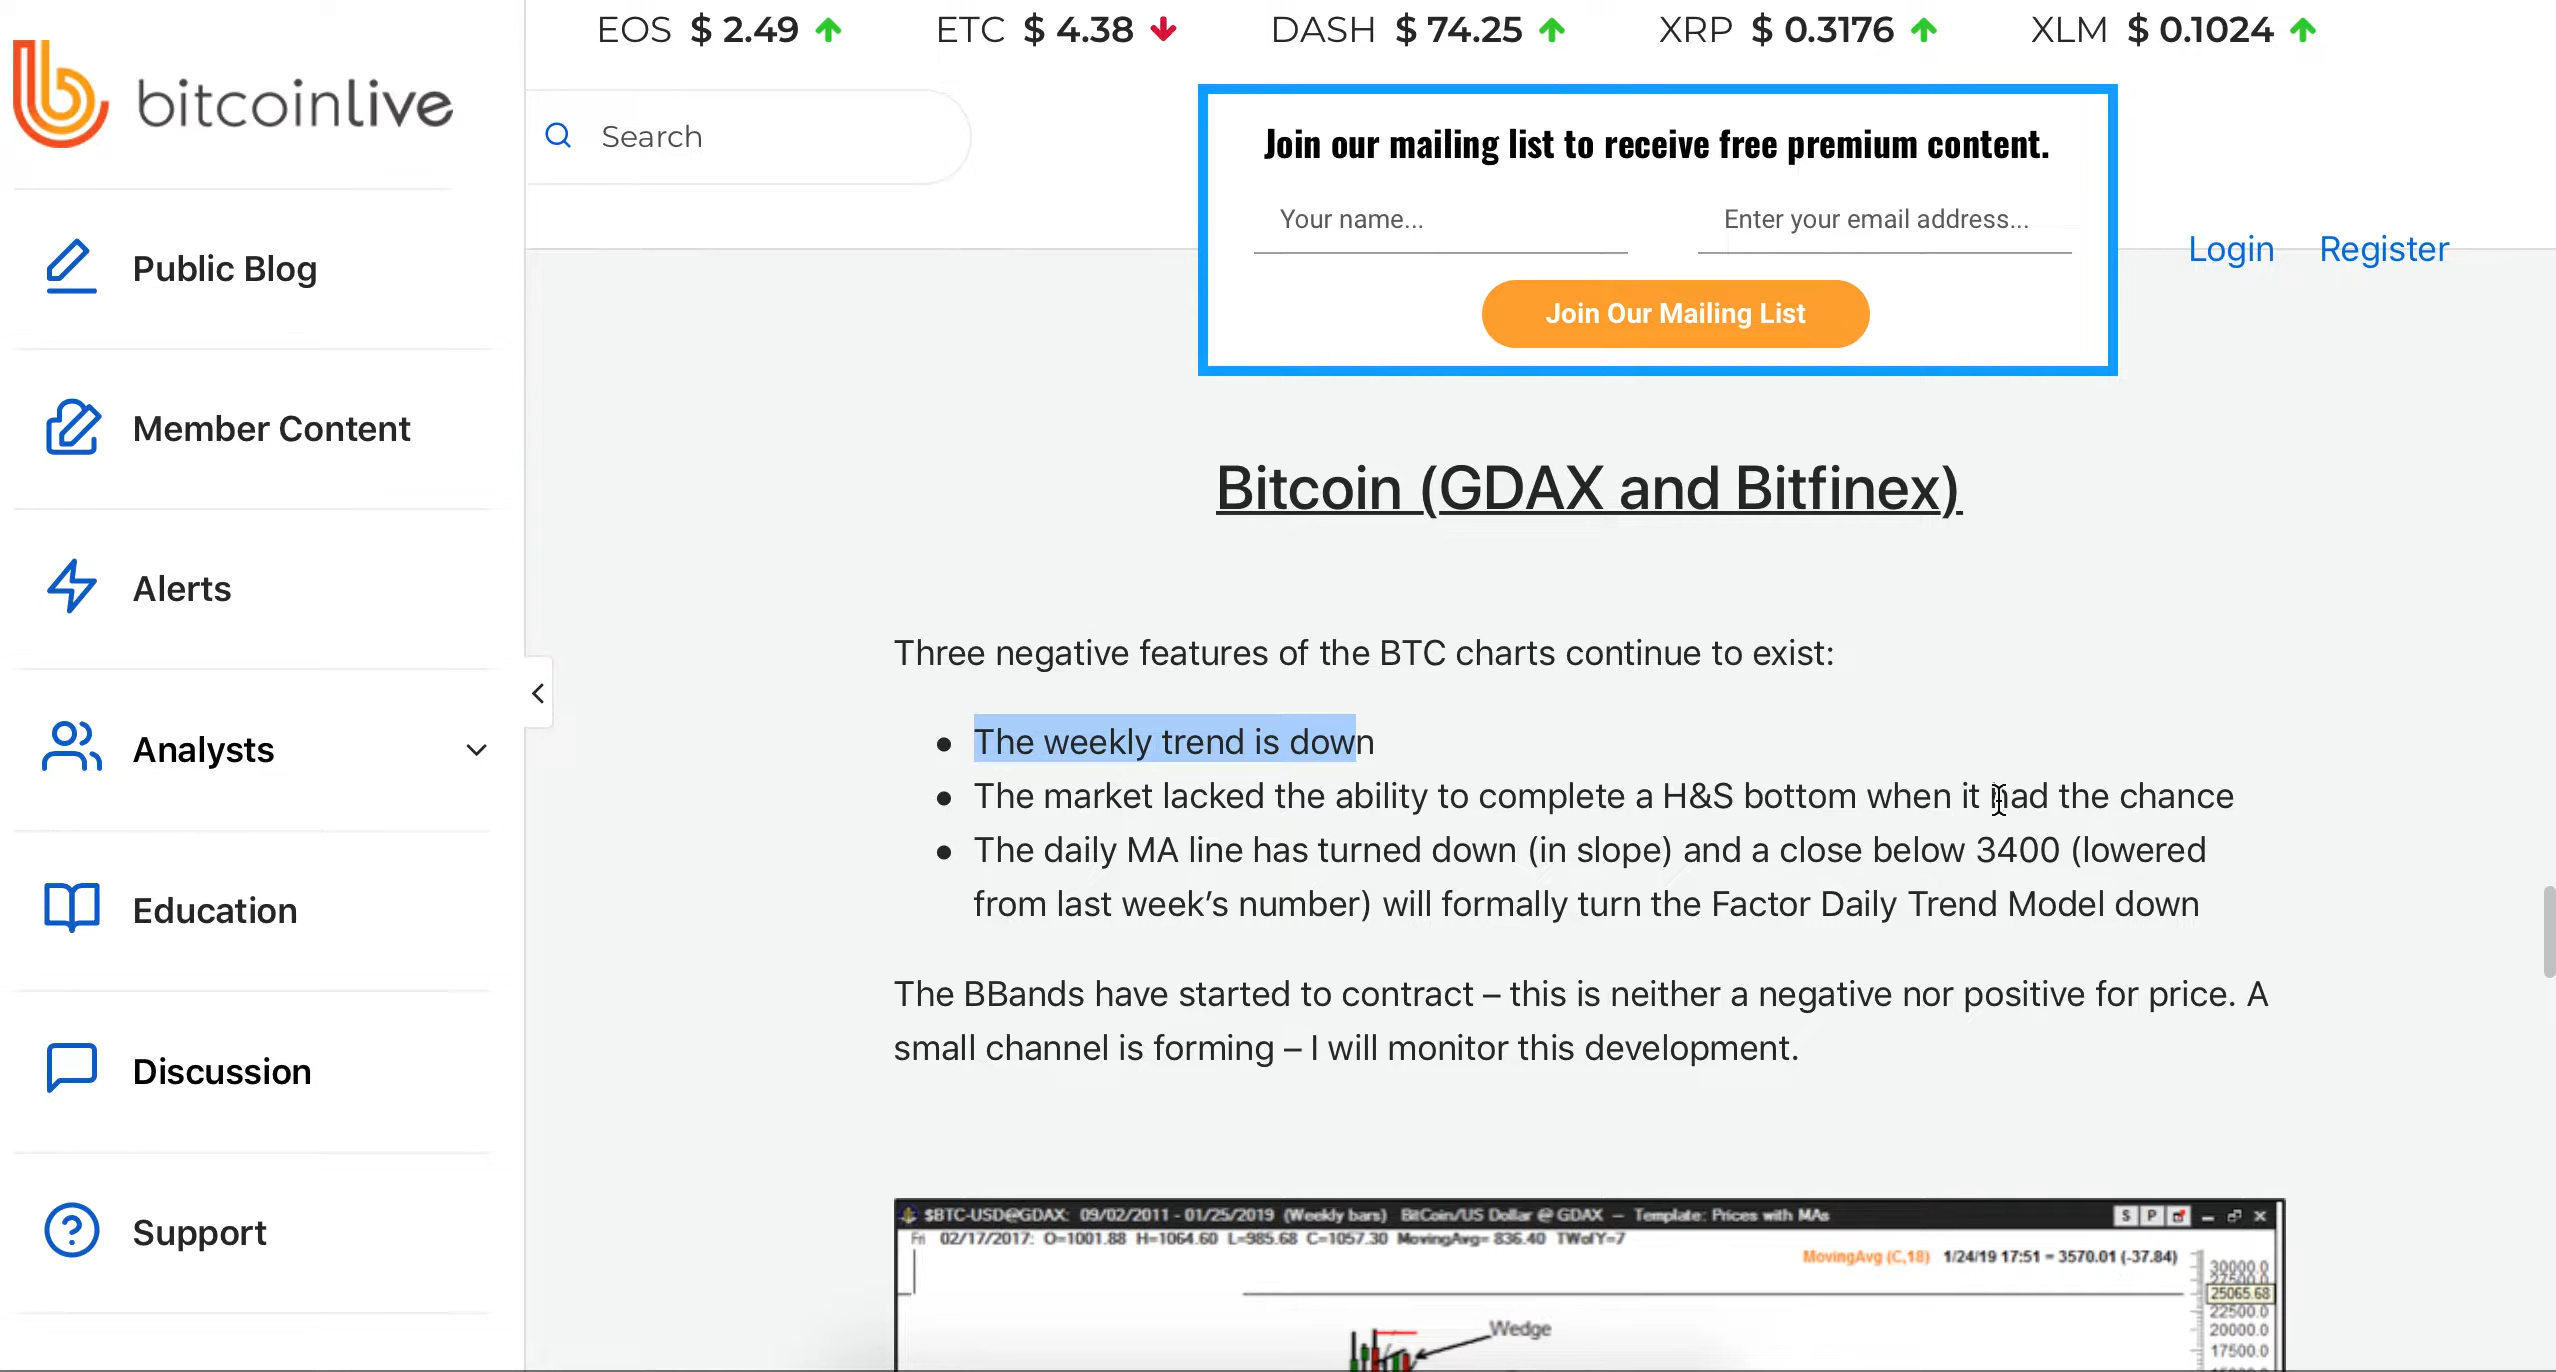 EOS $ 2.49 ETC $ 4.38 DASH $ 74.25 XRP $ 0.3176 XLM $ 0.1024
bitcoinlive
Search
Join our mailing list to receive free premium content.
Your name... Enter your email address...
Join Our Mailing List
Login Register
Public Blog
Member Content
Alerts
Analysts
Education
Discussion
Support
Bitcoin (GDAX and Bitfinex)
Three negative features of the BTC charts continue to exist:
● The weekly trend is down
● The market lacked the ability to complete a H&S bottom when it had the chance
● The daily MA line has turned down (in slope) and a close below 3400 (lowered
from last week’s number) will formally turn the Factor Daily Trend Model down
The BBands have started to contract – this is neither a negative nor positive for price. A
small channel is forming – I will monitor this development.
$BTC-USD@GDAX: 09/02/2011 - 01/25/2019 (Weekly bars) BitCoin/US Dollar @ GDAX – Template: Prices with MAs S P
Fri 02/17/2017: O=1001.88 H=1064.60 L=985.68 C=1057.30 MovingAvg= 836.40 TWofY=7
MovingAvg (C,18) 1/24/19 17:51 = 3570.01 (-37.84)
30000.0
27500.0
25065.68
22500.0
20000.0
17500.0
Wedge